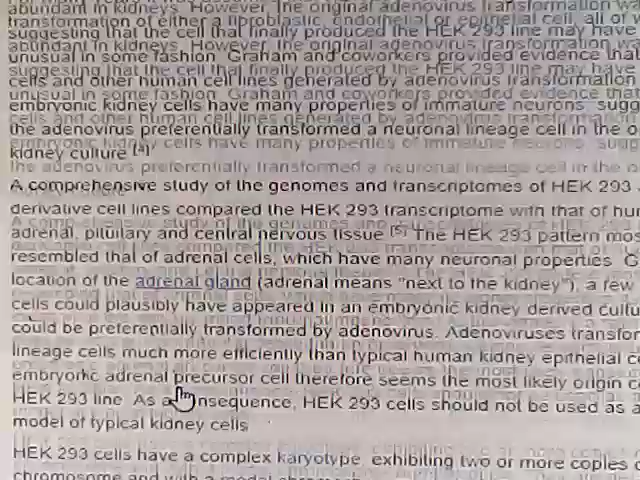 abundant in kidneys. However, the original adenovirus transformation wa
transformation of either a fibroblastic, endothelial or epithelial cell, all of
suggesting that the cell that finally produced the HEK 293 line may have
unusual in some fashion. Graham and coworkers provided evidence that
cells and other human cell lines generated by adenovirus transformat
embryonic kidney cells have many properties of immature neurons, sugg
the adenovirus preferentially transformed a neuronal lineage cell in the o
kidney culture.[4]
A comprehensive study of the genomes and transcriptomes of HEK 293
derivative cell lines compared the HEK 293 transcriptome with that of hu
adrenal, pituitary and central nervous tissue.[5] The HEK 293 pattern mos
resembled that of adrenal cells, which have many neuronal properties. G
location of the adrenal gland (adrenal means "next to the kidney"), a few
cells could plausibly have appeared in an embryonic kidney derived cultu
could be preferentially transformed by adenovirus. Adenoviruses transfor
lineage cells much more efficiently than typical human kidney epithelial c
embryonic adrenal precursor cell therefore seems the most likely origin c
HEK 293 line. As a onsequence, HEK 293 cells should not be used as a
model of typical kidney cells
HEK 293 cells have a complex karyotype, exhibiting two or more copies
chromosome and with a modal chromosome